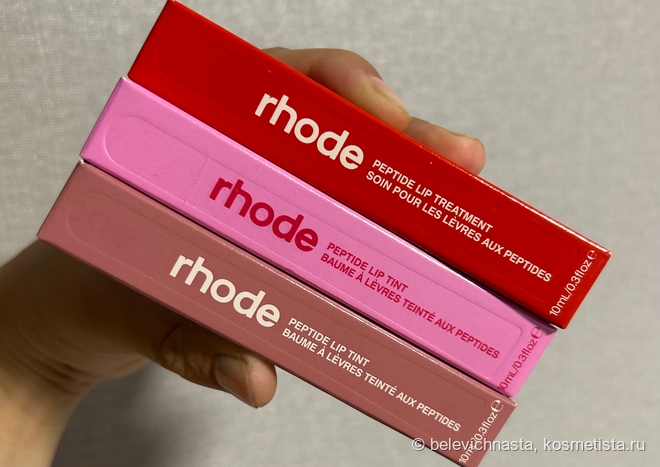 rhode
PEPTIDE LIP TREATMENT
SOIN POUR LES LÈVRES AUX PEPTIDES
10mL/0.3floz ℮
rhode
PEPTIDE LIP TINT
BAUME À LÈVRES TEINTÉ AUX PEPTIDES
10mL/0.3floz ℮
rhode
PEPTIDE LIP TINT
BAUME À LÈVRES TEINTÉ AUX PEPTIDES
10mL/0.3floz ℮
© belevichnasta, kosmetista.ru